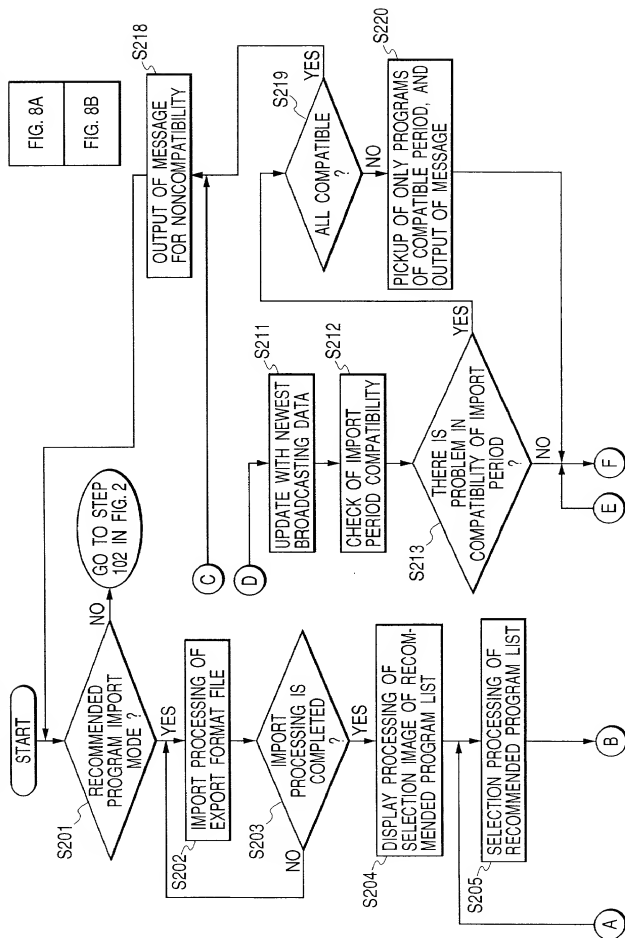 FIG. 8A
FIG. 8B
START
S201
RECOMMENDED
PROGRAM IMPORT
MODE ?
NO
GO TO STEP
102 IN FIG. 2
YES
S202
IMPORT PROCESSING OF
EXPORT FORMAT FILE
S203
IMPORT
PROCESSING IS
COMPLETED
?
NO
YES
S204
DISPLAY PROCESSING OF
SELECTION IMAGE OF RECOM-
MENDED PROGRAM LIST
S205
SELECTION PROCESSING OF
RECOMMENDED PROGRAM LIST
A
B
C
D
S211
UPDATE WITH NEWEST
BROADCASTING DATA
S212
CHECK OF IMPORT
PERIOD COMPATIBILITY
S213
THERE IS
PROBLEM IN
COMPATIBILITY OF IMPORT
PERIOD
?
YES
NO
E
F
S218
OUTPUT OF MESSAGE
FOR NONCOMPATIBILITY
S219
ALL COMPATIBLE
?
YES
NO
S220
PICKUP OF ONLY PROGRAMS
OF COMPATIBLE PERIOD, AND
OUTPUT OF MESSAGE